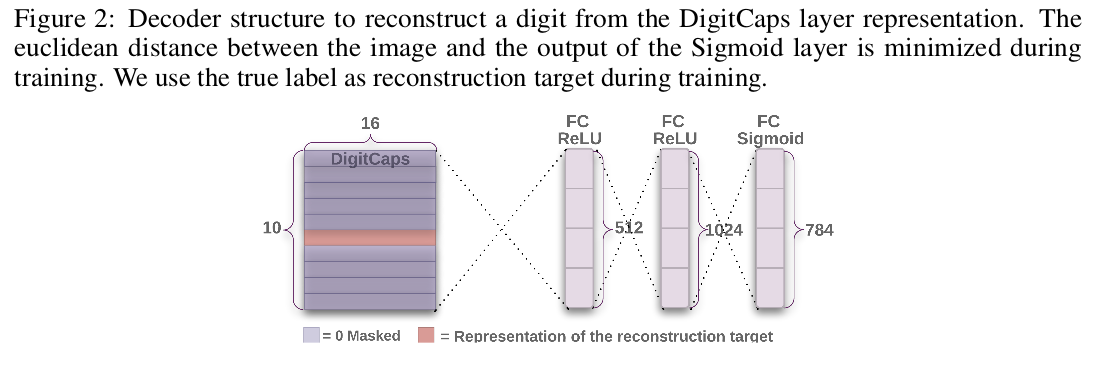 Figure 2: Decoder structure to reconstruct a digit from the DigitCaps layer representation. The
euclidean distance between the image and the output of the Sigmoid layer is minimized during
training. We use the true label as reconstruction target during training.
16
FC
ReLU
FC
ReLU
FC
Sigmoid
DigitCaps
10
512
1024
784
= 0 Masked
= Representation of the reconstruction target